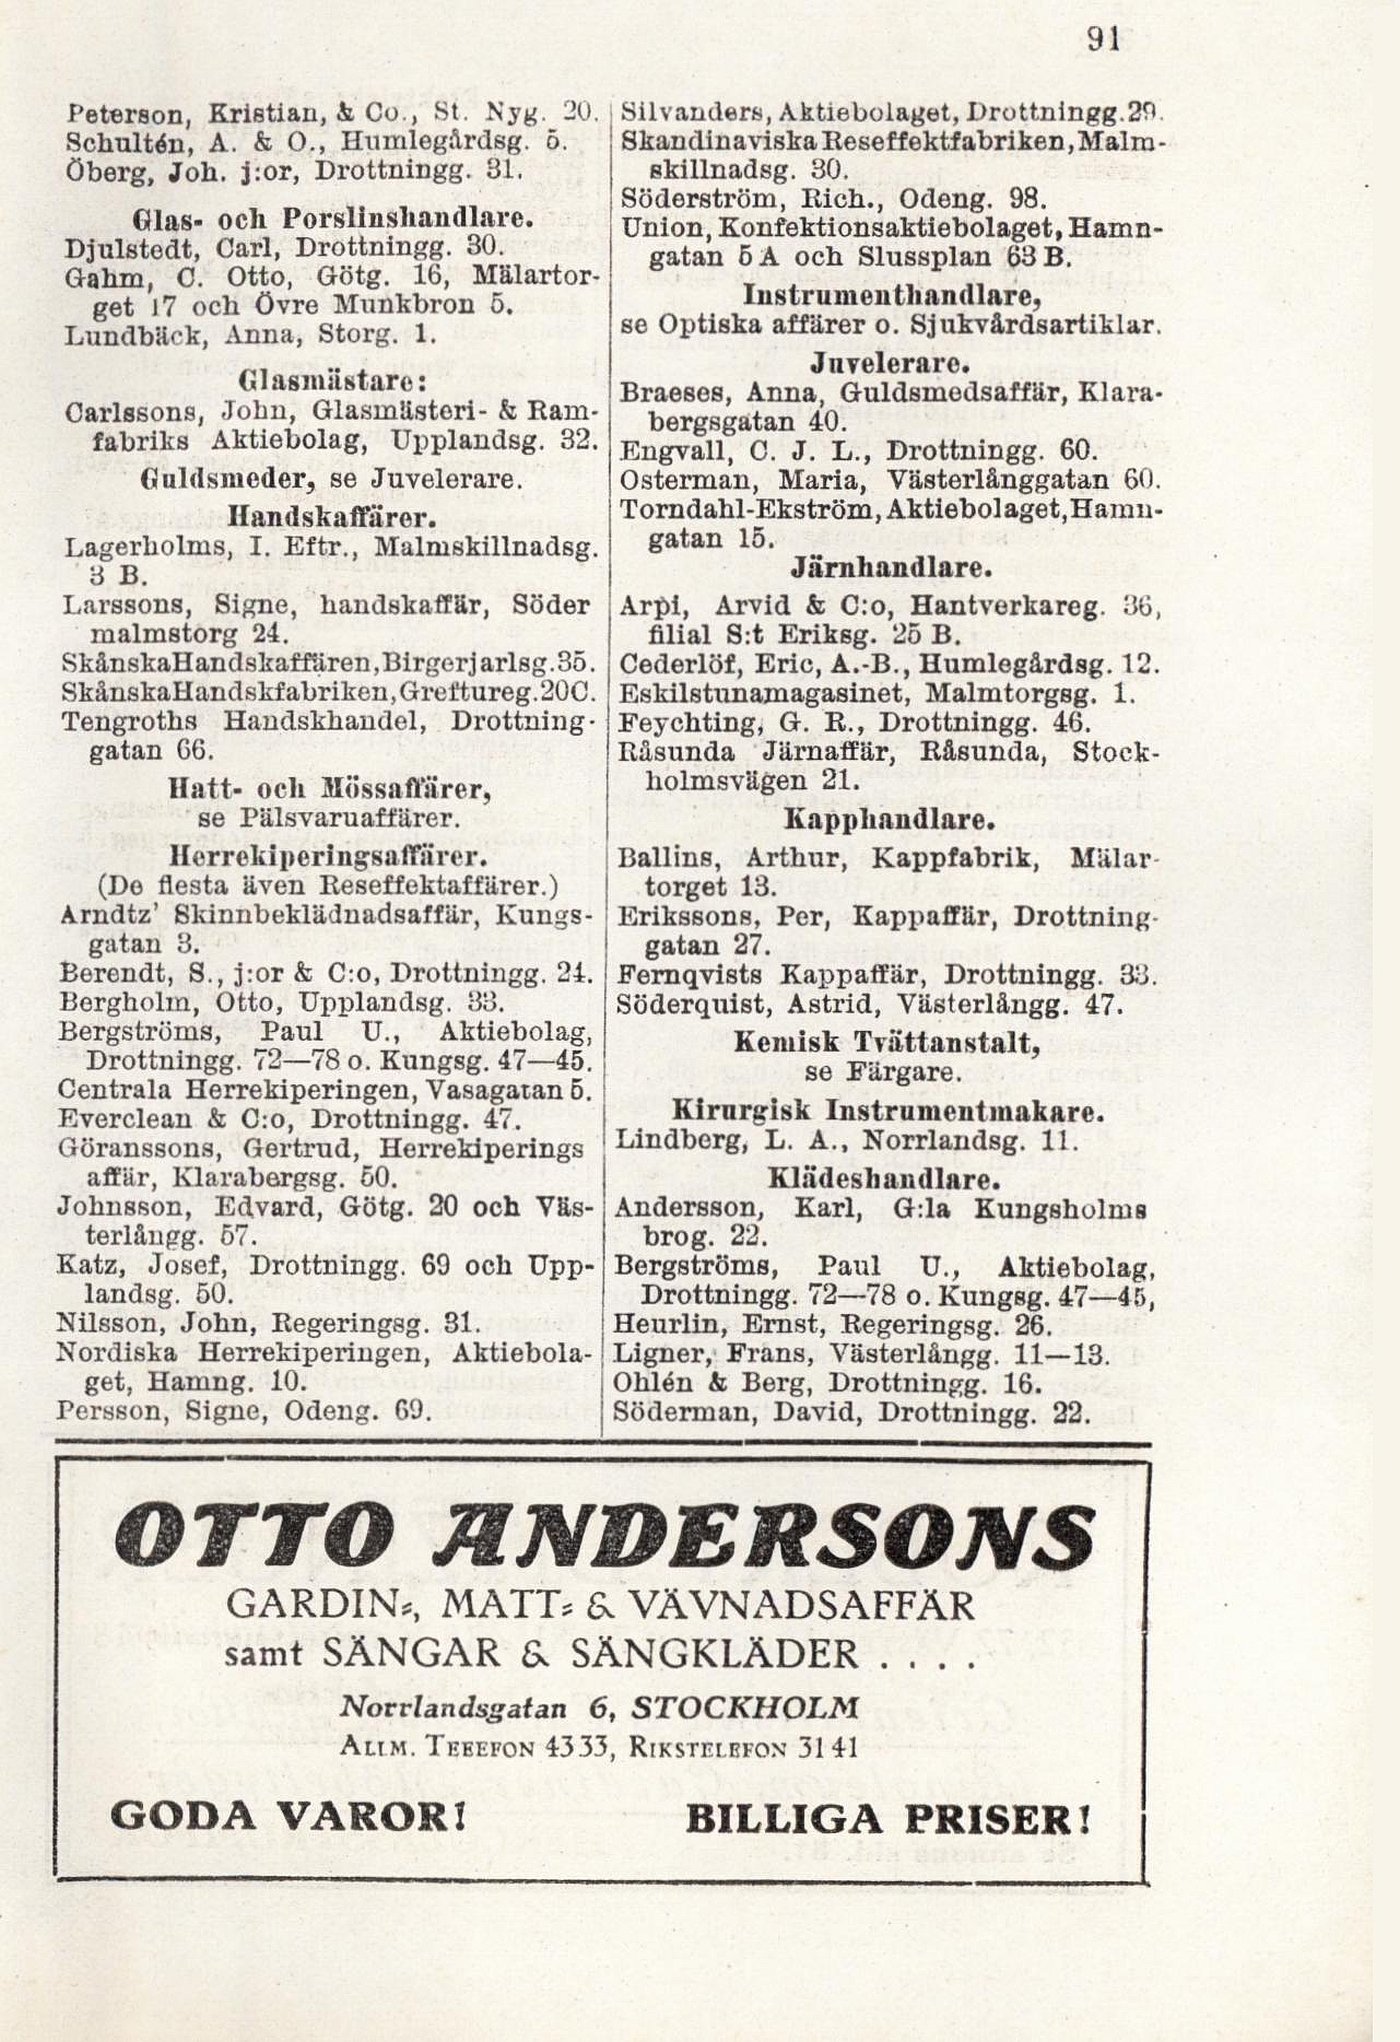 91
Peterson, Kristian, & Co., St. Nyg. 20.
Schultén, A. & O., Humlegårdsg. 5.
Öberg, Joh. j:or, Drottningg. 31.
Glas- och Porslinshandlare.
Djulstedt, Carl, Drottningg. 30.
Gahm, C. Otto, Götg. 16, Mälartor-
get 17 och Övre Munkbron 5.
Lundbäck, Anna, Storg. 1.
Glasmästare:
Carlssons, John, Glasmästeri- & Ram-
fabriks Aktiebolag, Upplandsg. 32.
Guldsmeder, se Juvelerare.
Handskaffärer.
Lagerholms, I. Eftr., Malmskillnadsg.
3 B.
Larssons, Signe, handskaffär, Söder
malmstorg 24.
Skånska Handskaffären, Birgerjarlsg. 35.
Skånska Handskfabriken, Grefturg. 20C.
Tengroths Handskhandel, Drottning-
gatan 66.
Hatt- och Mössaffärer,
se Pälsvaruaffärer.
Herrekiperingsaffärer.
(De flesta även Reseffektaffärer.)
Arndtz' Skinnbeklädnadsaffär, Kungs-
gatan 3.
Berendt, S., j:or & C:o, Drottningg. 24.
Bergholm, Otto, Upplandsg. 33.
Bergströms, Paul U., Aktiebolag,
Drottningg. 72—78 o. Kungsg. 47—45.
Centrala Herrekiperingen, Vasagatan 5.
Everclean & C:o, Drottningg. 47.
Göranssons, Gertrud, Herrekiperings
affär, Klarabergsg. 50.
Johnsson, Edvard, Götg. 20 och Väs-
terlångg. 57.
Katz, Josef, Drottningg. 69 och Upp-
landsg. 50.
Nilsson, John, Regeringsg. 31.
Nordiska Herrekiperingen, Aktiebola-
get, Hamng. 10.
Persson, Signe, Odeng. 69.
Silvanders, Aktiebolaget, Drottningg. 29.
Skandinaviska Reseffektfabriken, Malm-
skillnadsg. 30.
Söderström, Rich., Odeng. 98.
Union, Konfektionsaktiebolaget, Hamn-
gatan 5 A och Slussplan 63 B.
Instrumenthandlare,
se Optiska affärer o. Sjukvårdsartiklar.
Juvelerare.
Braeses, Anna, Guldsmedsaffär, Klara-
bergsgatan 40.
Engvall, C. J. L., Drottningg. 60.
Osterman, Maria, Västerlånggatan 60.
Torndahl-Ekström, Aktiebolaget, Hamn-
gatan 15.
Järnhandlare.
Arpi, Arvid & C:o, Hantverkareg. 36,
filial S:t Eriksg. 25 B.
Cederlöf, Eric, A.-B., Humlegårdsg. 12.
Eskilstunamagasinet, Malmtorgsg. 1.
Feychting, G. R., Drottningg. 46.
Råsunda Järnaffär, Råsunda, Stock-
holmsvägen 21.
Kapphandlare.
Ballins, Arthur, Kappfabrik, Mälar-
torget 13.
Erikssons, Per, Kappaffär, Drottning-
gatan 27.
Fernqvists Kappaffär, Drottningg. 33.
Söderquist, Astrid, Västerlångg. 47.
Kemisk Tvättanstalt,
se Färgare.
Kirurgisk Instrumentmakare.
Lindberg, L. A., Norrlandsg. 11.
Klädeshandlare.
Andersson, Karl, G:la Kungsholms
brog. 22.
Bergströms, Paul U., Aktiebolag,
Drottningg. 72—78 o. Kungsg. 47—45,
Heurlin, Ernst, Regeringsg. 26.
Ligner, Frans, Västerlångg. 11—13.
Ohlén & Berg, Drottningg. 16.
Söderman, David, Drottningg. 22.
OTTO ANDERSONS
GARDIN-, MATT- & VÄVNADSAFFÄR
samt SÄNGAR & SÄNGKLÄDER . . . .
Norrlandsgatan 6, STOCKHOLM
ALLM. TELEFON 43 33, RIKSTELEFON 31 41
GODA VAROR! BILLIGA PRISER!